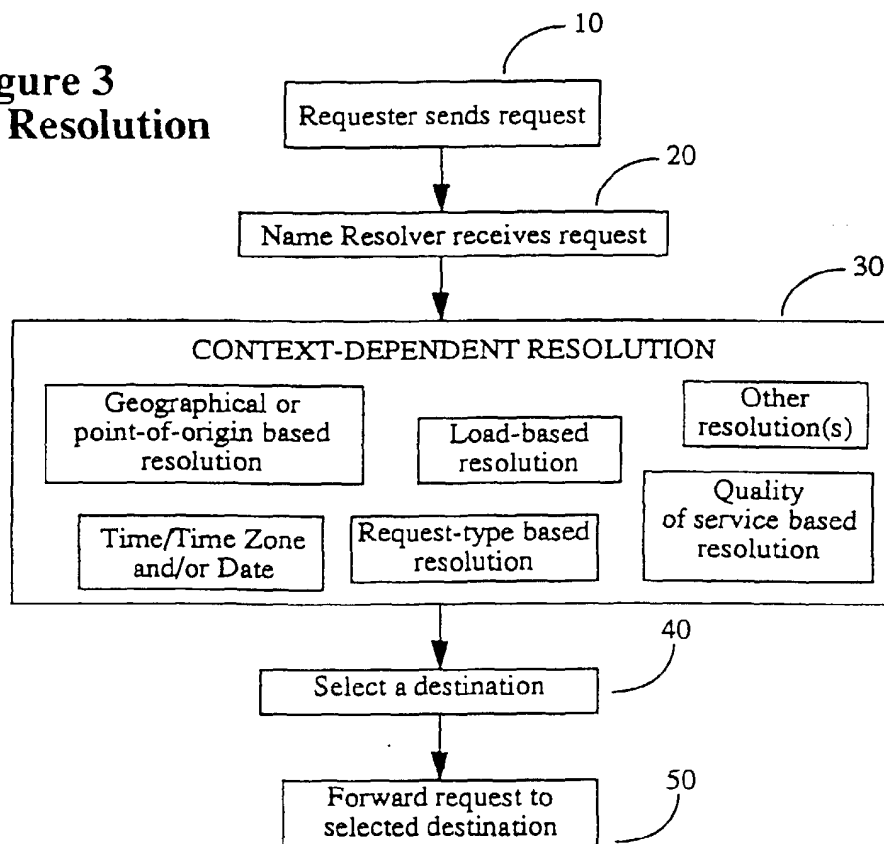 10
gure 3
Resolution
Requester sends request
20
Name Resolver receives request
30
CONTEXT-DEPENDENT RESOLUTION
Geographical or
point-of-origin based
resolution
Load-based
resolution
Other
resolution(s)
Time/Time Zone
and/or Date
Request-type based
resolution
Quality
of service based
resolution
40
Select a destination
50
Forward request to
selected destination